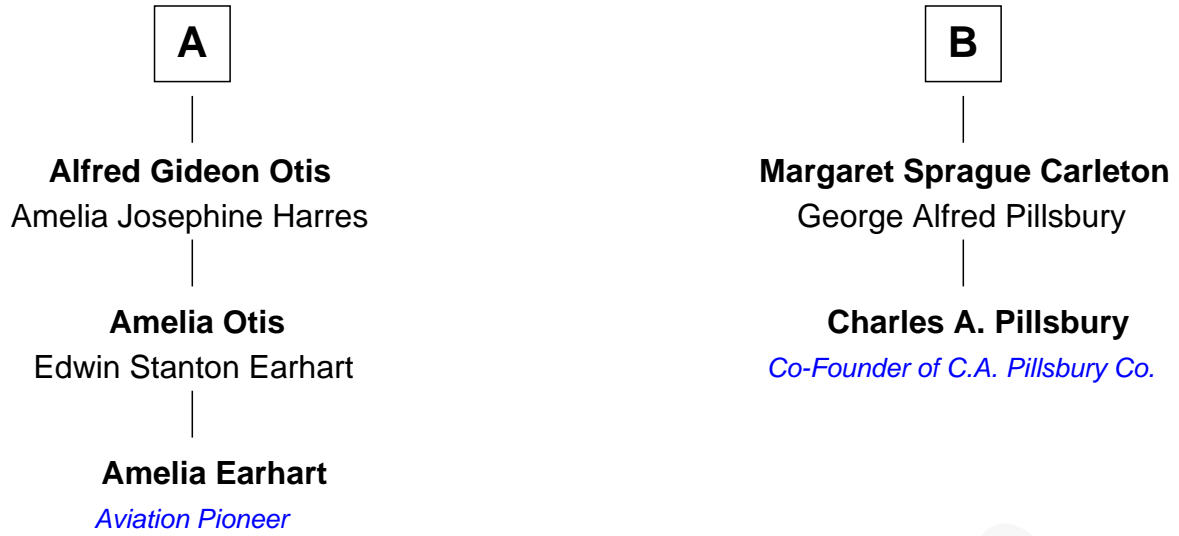 A
Alfred Gideon Otis
Amelia Josephine Harres
Amelia Otis
Edwin Stanton Earhart
Amelia Earhart
Aviation Pioneer
B
Margaret Sprague Carleton
George Alfred Pillsbury
Charles A. Pillsbury
Co-Founder of C.A. Pillsbury Co.